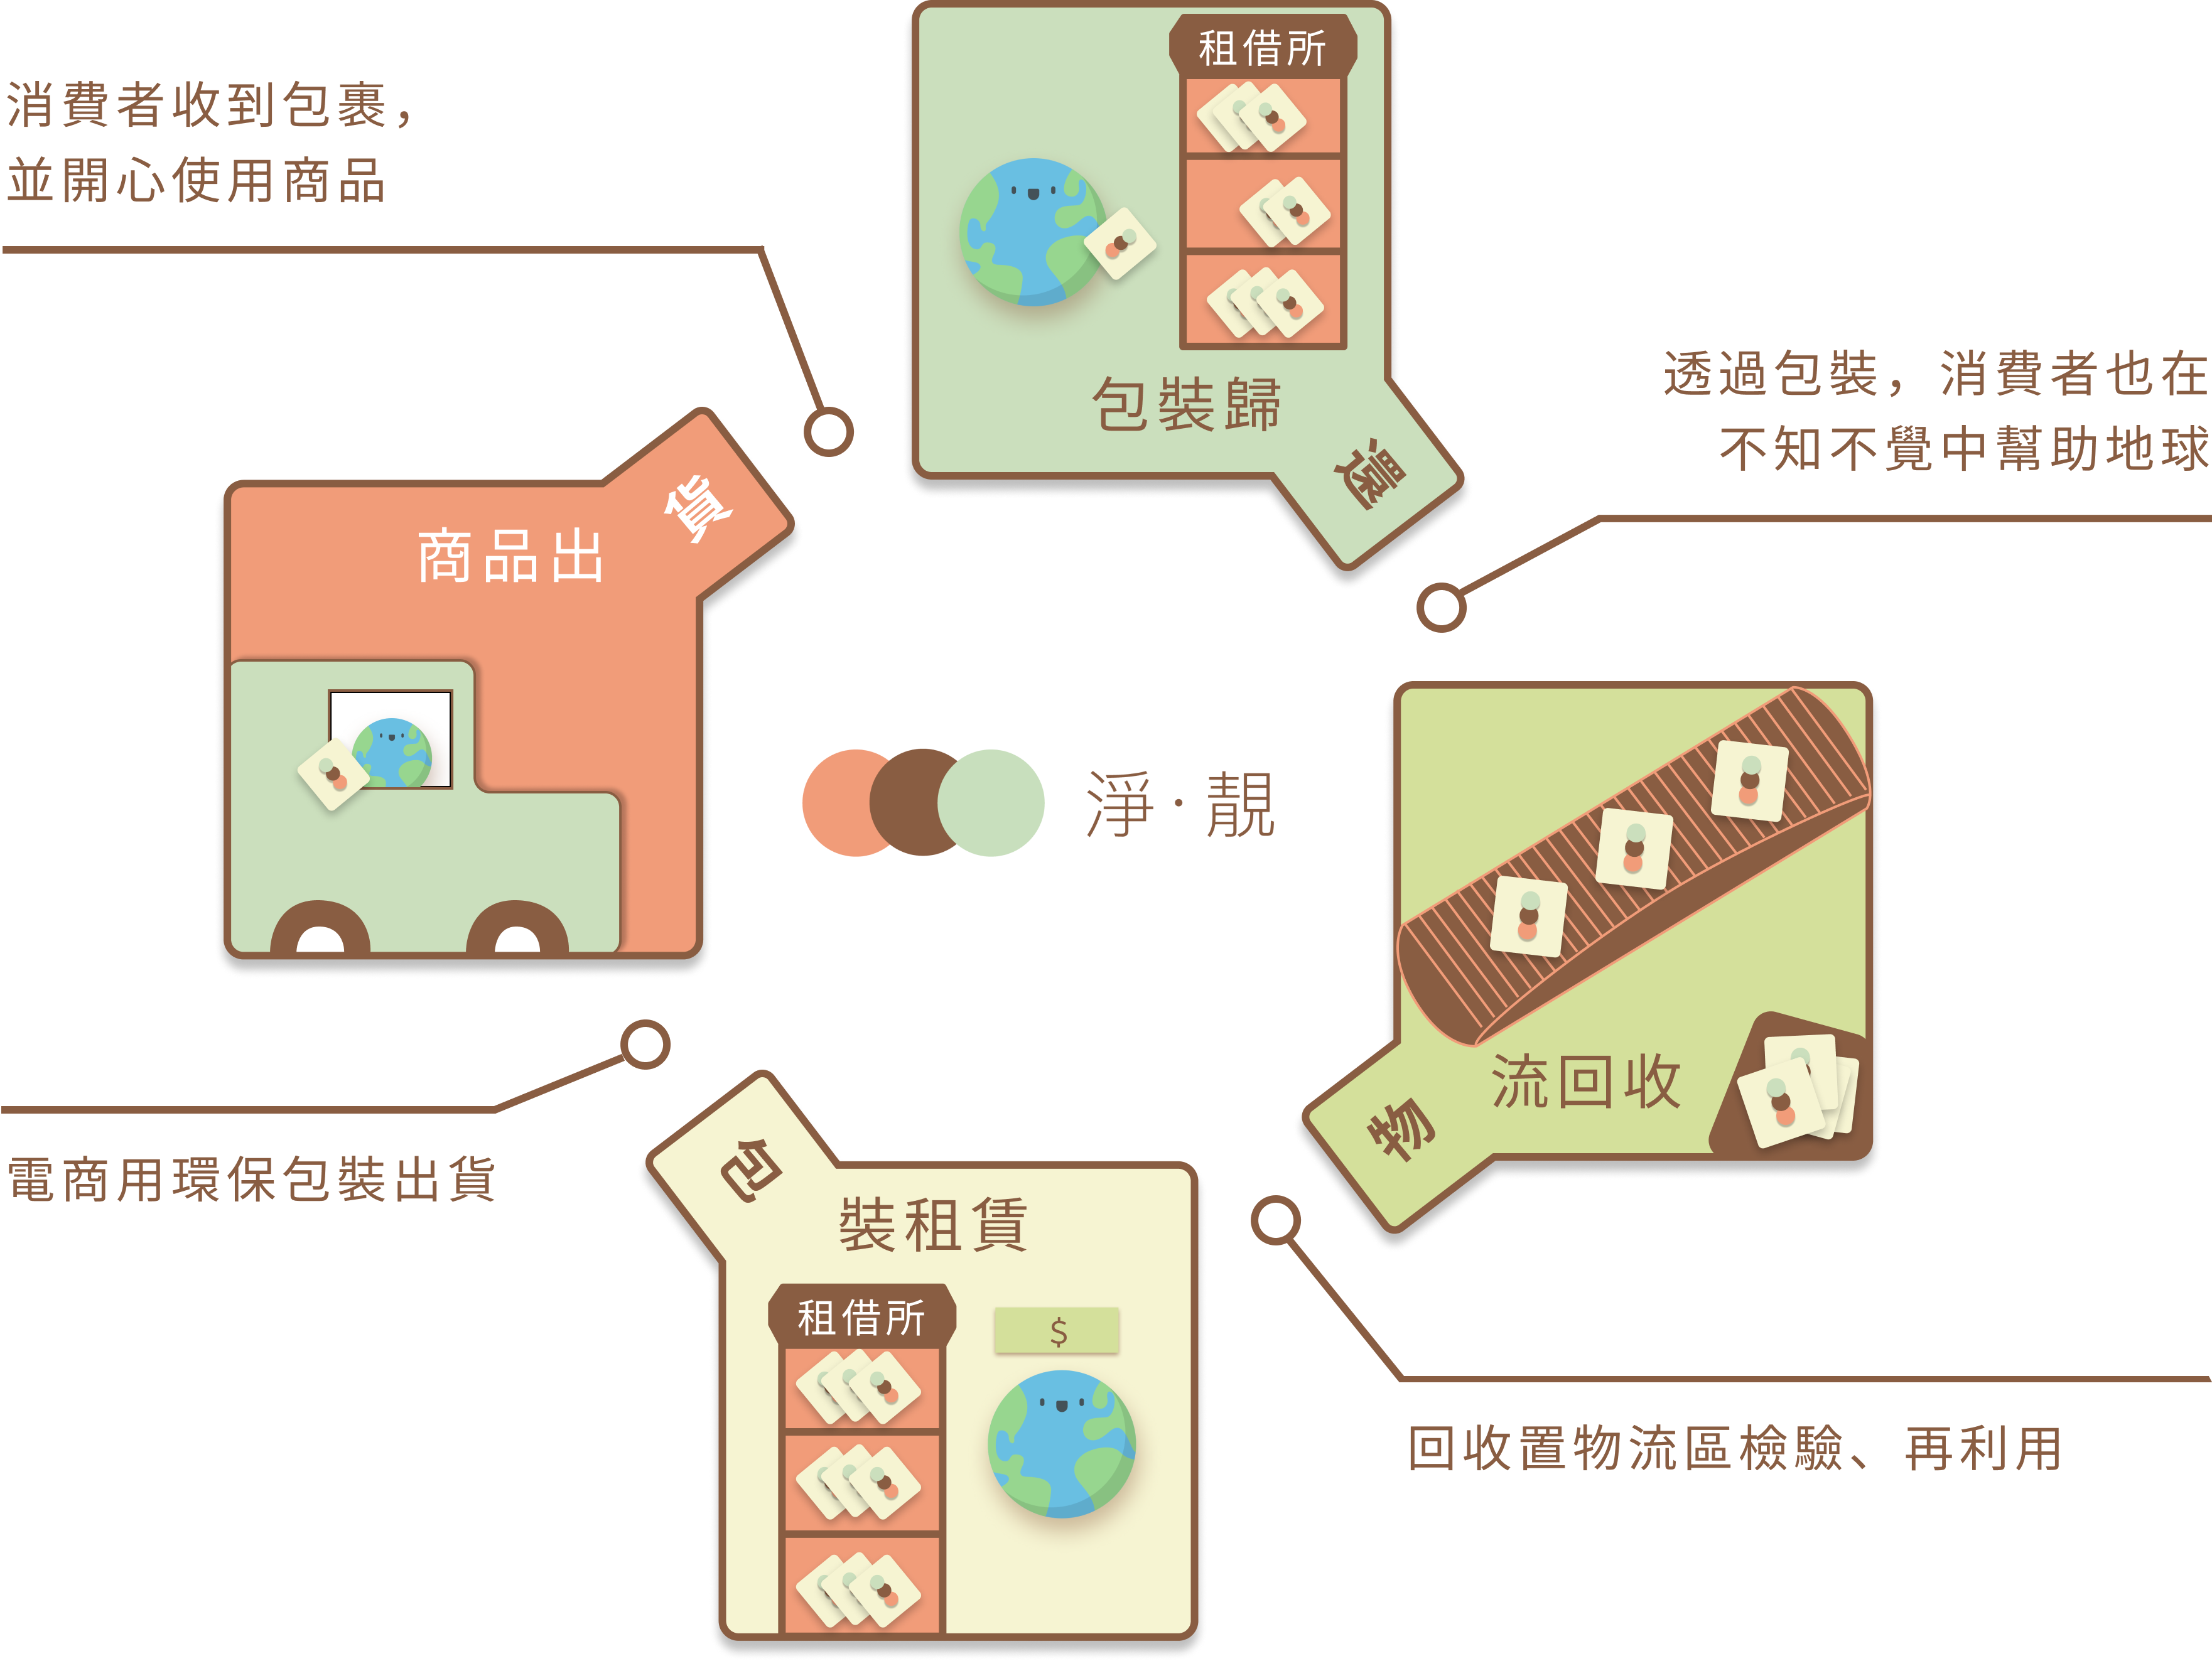 租借所
消費者收到包裹，
並開心使用商品
包裝歸還
透過包裝，消費者也在
不知不覺中幫助地球
商品出貨
淨·靚
流回收
物
電商用環保包裝出貨
包
裝租賃
租借所
$
回收置物流區檢驗、再利用